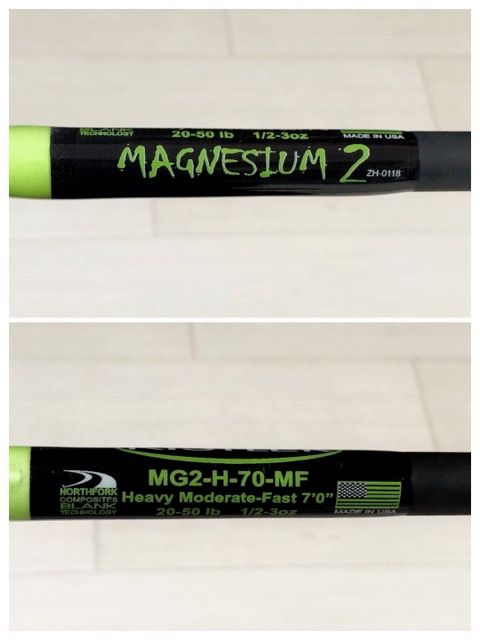 BLANK
TECHNOLOGY
20-50 lb 1/2-3oz
MADE IN USA
MAGNESIUM 2
ZH-0118
MG2-H-70-MF
NORTHFORK
COMPOSITES
BLANK
TECHNOLOGY
Heavy Moderate-Fast 7'0"
20-50 lb 1/2-3oz
MADE IN USA